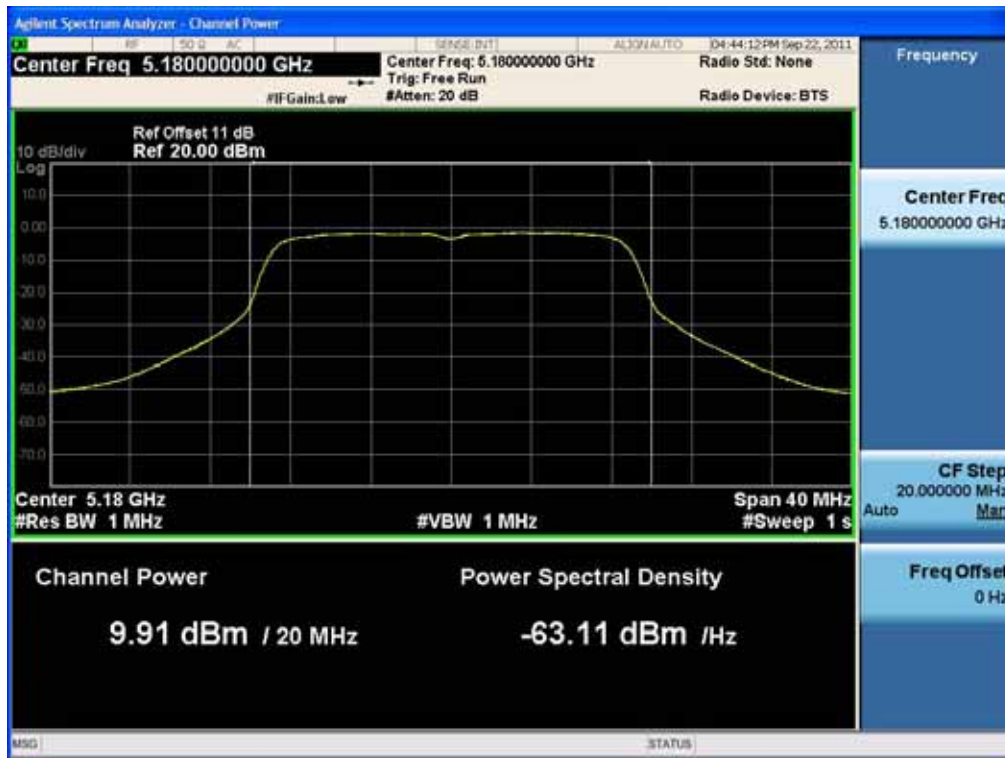 Agilent Spectrum Analyzer - Channel Power
RF 50 Ω AC SENSE:INT ALIGNAUTO 04:44:12 PM Sep 22, 2011
Center Freq 5.180000000 GHz
Center Freq: 5.180000000 GHz
Radio Std: None
Trig: Free Run
#IFGain:Low
#Atten: 20 dB
Radio Device: BTS
Ref Offset 11 dB
10 dB/div
Ref 20.00 dBm
Log
10.0
0.00
-10.0
-20.0
-30.0
-40.0
-50.0
-60.0
-70.0
Center 5.18 GHz
Span 40 MHz
#Res BW 1 MHz
#VBW 1 MHz
#Sweep 1 s
Channel Power
Power Spectral Density
9.91 dBm / 20 MHz
-63.11 dBm /Hz
Frequency
Center Freq
5.180000000 GHz
CF Step
20.000000 MHz
Auto Man
Freq Offset
0 Hz
MSG
STATUS